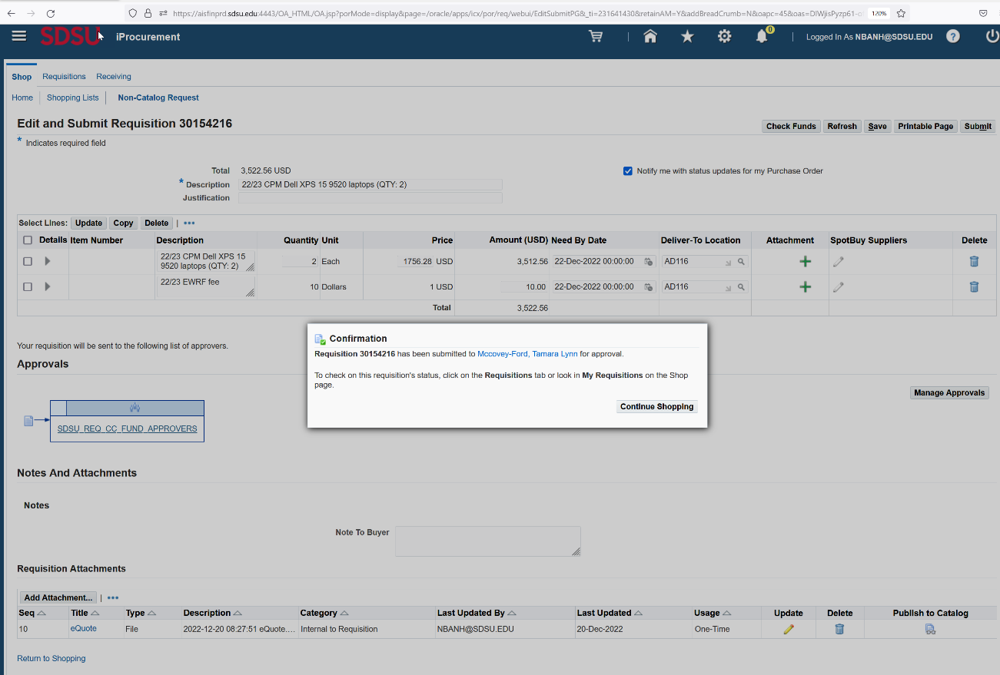 https://aisfinprd.sdsu.edu:4443/OA_HTML/OA.jsp?porMode=display&page=/oracle/apps/icx/por/req/webui/EditSubmitPG&_ti=231641430&retainAM=Y&addBreadCrumb=N&oapc=45&oas=DlWjisPyzp61- 120%
SDSU iProcurement 0 Logged In As NBANH@SDSU.EDU ?
Shop Requisitions Receiving
Home Shopping Lists Non-Catalog Request
Edit and Submit Requisition 30154216 Check Funds Refresh Save Printable Page Submit
* Indicates required field
Total 3,522.56 USD Notify me with status updates for my Purchase Order
* Description 22/23 CPM Dell XPS 15 9520 laptops (QTY: 2)
Justification
Select Lines: Update Copy Delete | •••
Details Item Number Description Quantity Unit Price Amount (USD) Need By Date Deliver-To Location Attachment SpotBuy Suppliers Delete
22/23 CPM Dell XPS 15 9520 laptops (QTY: 2) 2 Each 1756.28 USD 3,512.56 22-Dec-2022 00:00:00 AD116
22/23 EWRF fee 10 Dollars 1 USD 10.00 22-Dec-2022 00:00:00 AD116
Total 3,522.56
Your requisition will be sent to the following list of approvers.
Approvals
Confirmation
Requisition 30154216 has been submitted to Mccovey-Ford, Tamara Lynn for approval.
To check on this requisition's status, click on the Requisitions tab or look in My Requisitions on the Shop
page.
Continue Shopping
Manage Approvals
SDSU_REQ_CC_FUND_APPROVERS
Notes And Attachments
Notes
Note To Buyer
Requisition Attachments
Add Attachment... | •••
Seq Title Type Description Category Last Updated By Last Updated Usage Update Delete Publish to Catalog
10 eQuote File 2022-12-20 08:27:51 eQuote.... Internal to Requisition NBANH@SDSU.EDU 20-Dec-2022 One-Time
Return to Shopping